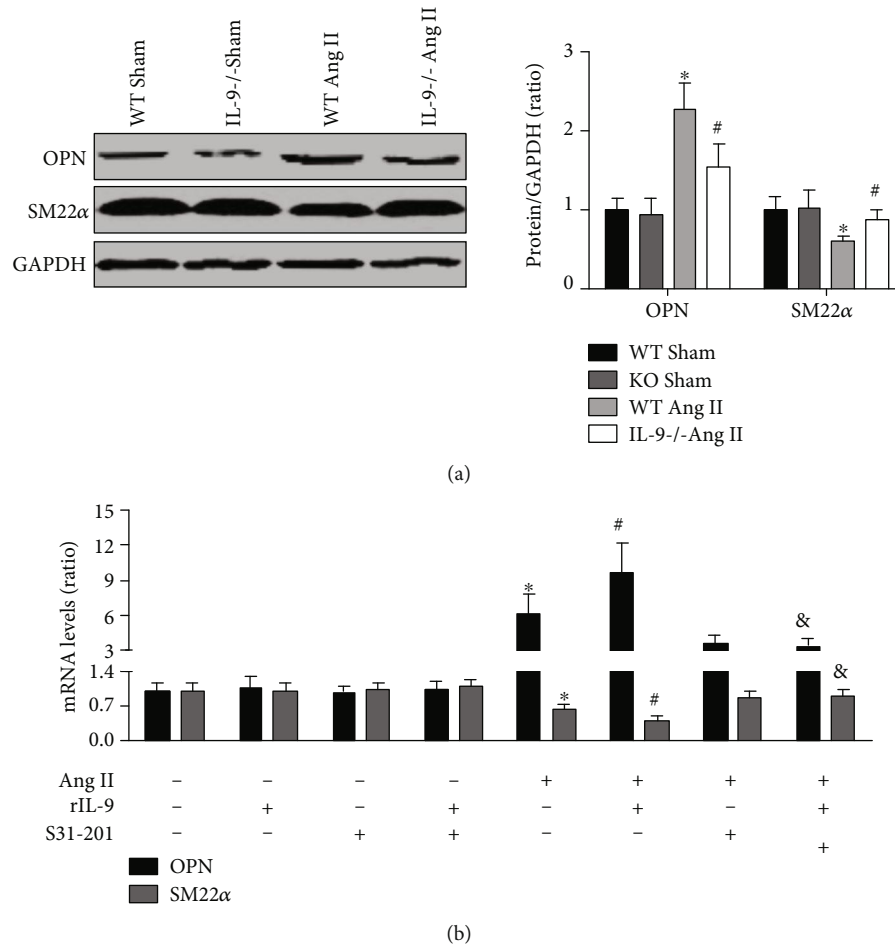 WT Sham
IL-9-/-Sham
WT Ang II
IL-9-/- Ang II
OPN
SM22α
GAPDH
Protein/GAPDH (ratio)
3
2
1
0
*
#
*
#
OPN
SM22α
WT Sham
KO Sham
WT Ang II
IL-9-/-Ang II
(a)
mRNA levels (ratio)
15
12
9
6
3
1.4
0.7
0.0
*
*
#
#
&
&
Ang II – – – – + + + +
rIL-9 – + – + – + – +
S31-201 – – + + – – + +
OPN
SM22α
(b)